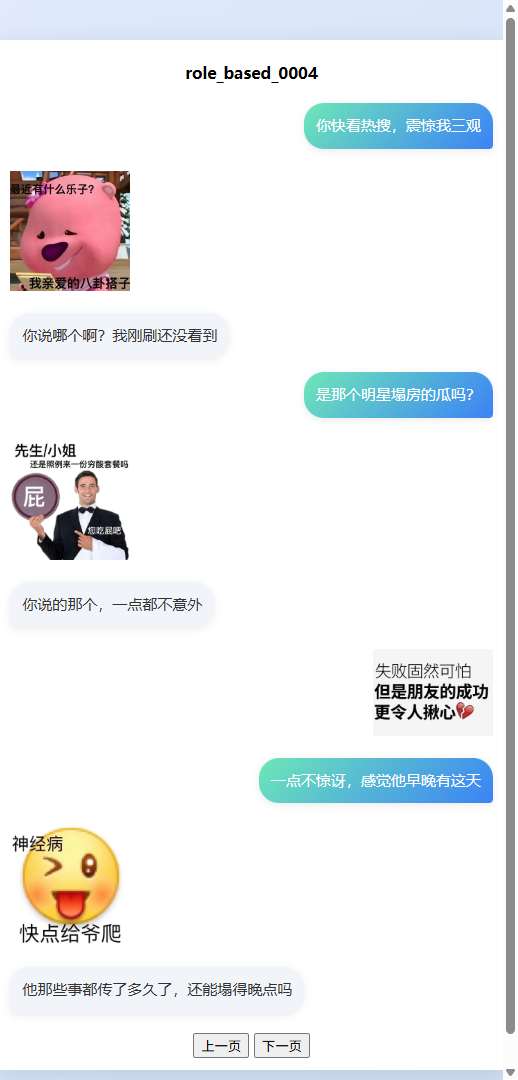 role_based_0004
你快看热搜，震惊我三观
最近有什么乐子？
我亲爱的八卦搭子
你说哪个啊？我刚刷还没看到
是那个明星塌房的瓜吗？
先生/小姐
还是照例来一份穷酸套餐吗
屁
您吃屁吧
你说的那个，一点都不意外
失败固然可怕
但是朋友的成功
更令人揪心💔
一点不惊讶，感觉他早晚有这天
神经病
快点给爷爬
他那些事都传了多久了，还能塌得晚点吗
上一页 下一页